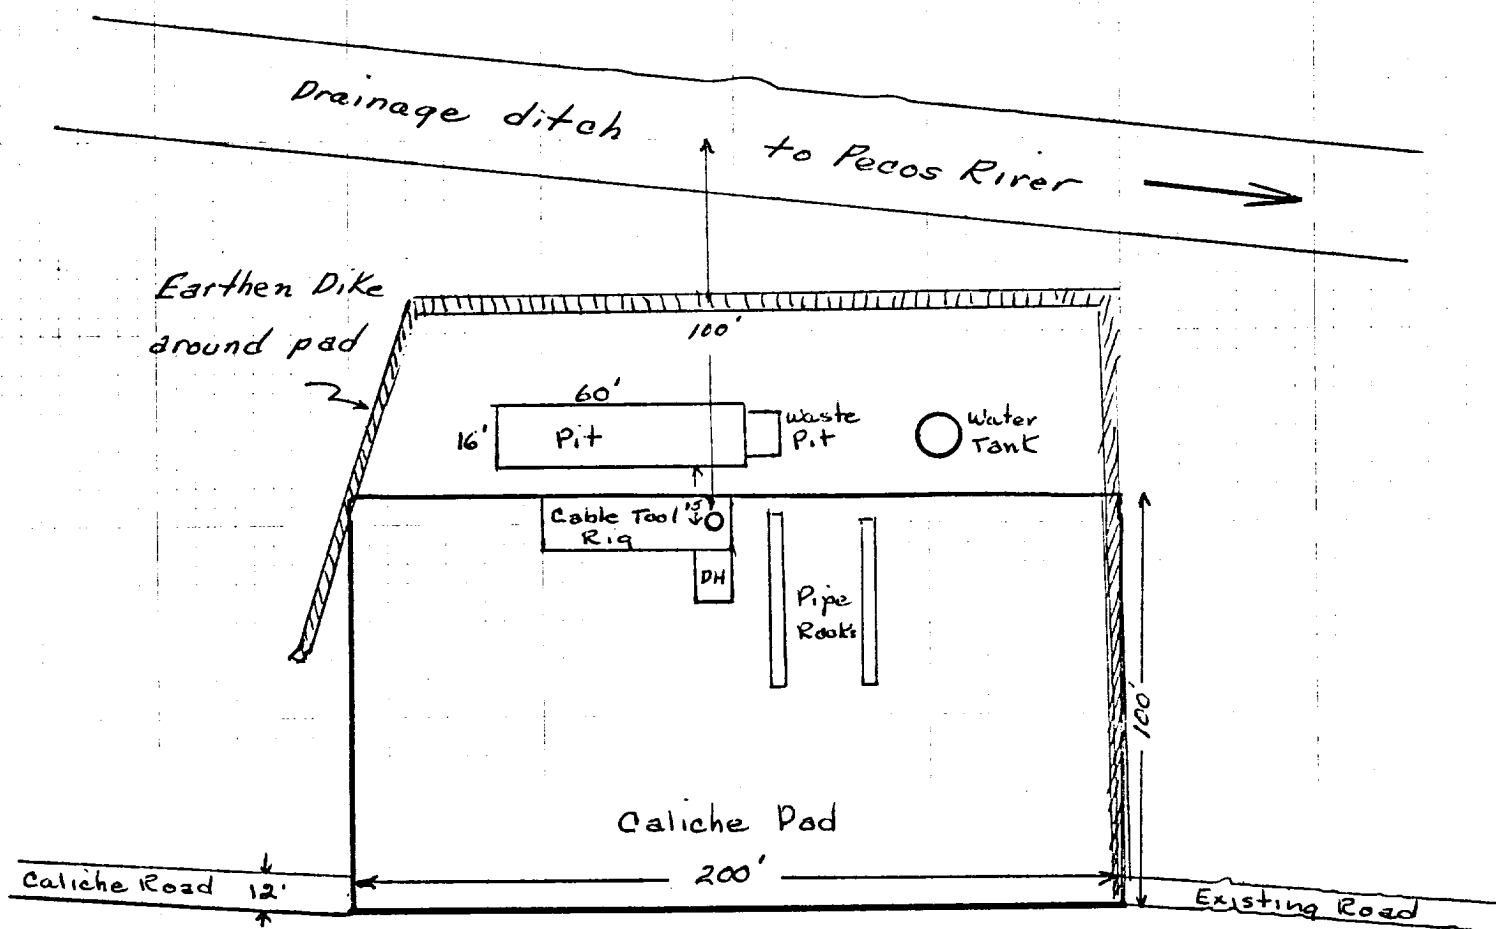 Drainage ditch to Pecos River
Earthen Dike
around pad
100'
60'
16'
Pit
Waste
Pit
Water
Tank
Cable Tool
Rig
15'
DH
Pipe
Racks
100'
Caliche Pad
200'
Caliche Road 12'
Existing Road